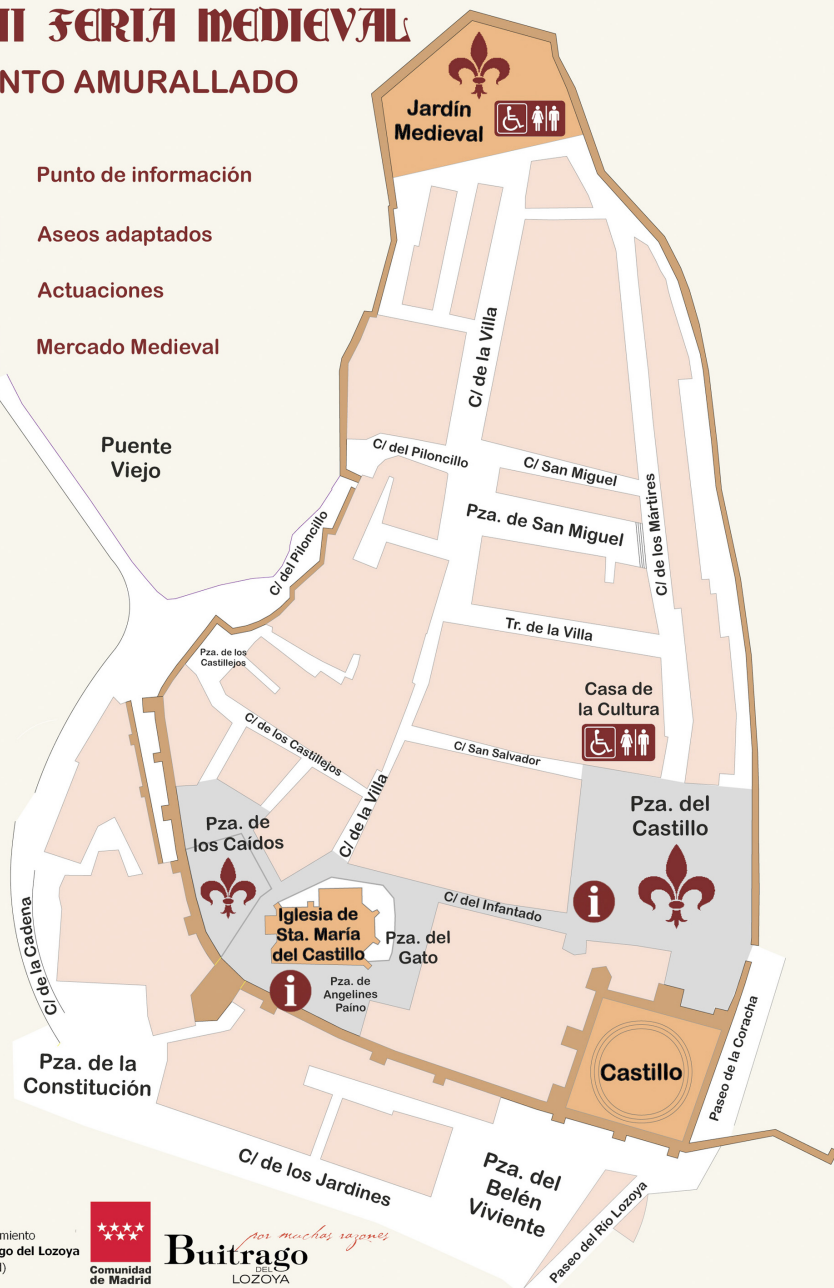 II FERIA MEDIEVAL
NTO AMURALLADO
Punto de información
Aseos adaptados
Actuaciones
Mercado Medieval
Jardín
Medieval
C/ de la Villa
Puente
Viejo
C/ del Piloncillo
C/ San Miguel
Pza. de San Miguel
C/ de los Mártires
C/ del Piloncillo
Tr. de la Villa
Pza. de los
Castillejos
Casa de
la Cultura
C/ de los Castillejos
C/ San Salvador
C/ de la Villa
Pza. de
los Caídos
Pza. del
Castillo
i
C/ del Infantado
Iglesia de
Sta. María
del Castillo
Pza. del
Gato
i
Pza. de
Angelines
Paíno
C/ de la Cadena
Castillo
Paseo de la Coracha
Pza. de la
Constitución
C/ de los Jardines
Pza. del
Belén
Viviente
Paseo del Río Lozoya
miento
go del Lozoya
)
Comunidad
de Madrid
por muchas razones
Buitrago
DEL
LOZOYA